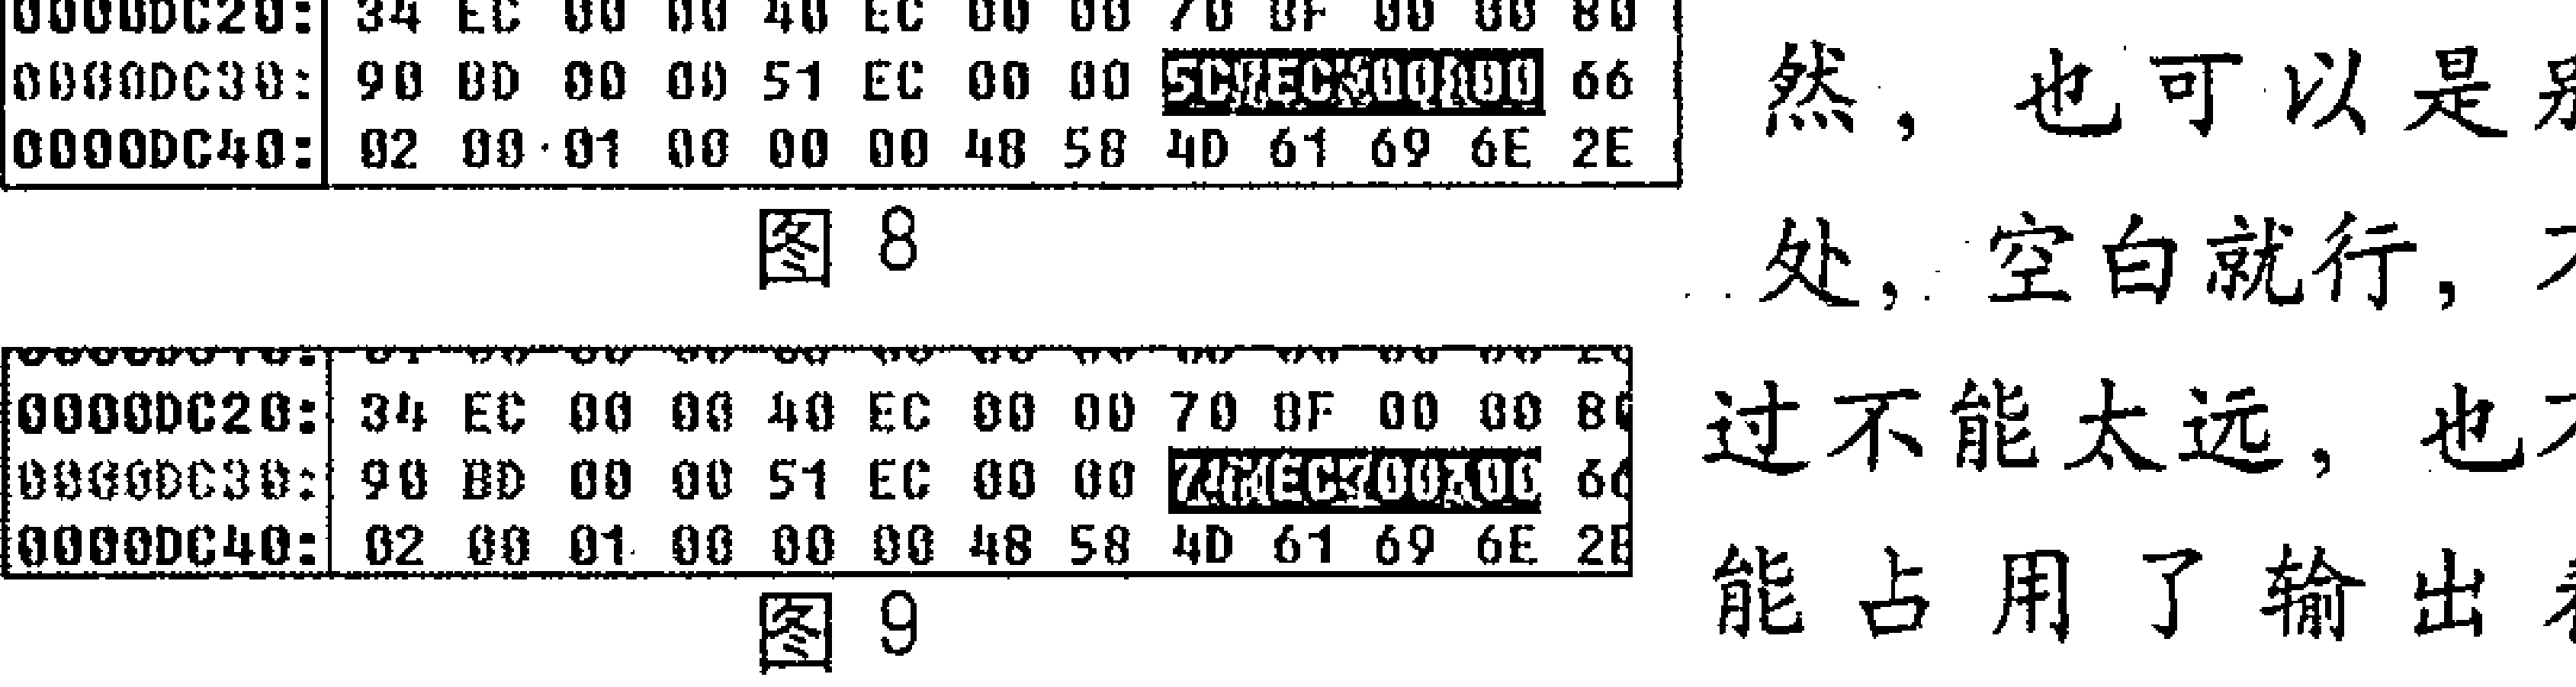 0000DC20: 34 EC 00 00 40 EC 00 00 70 0F 00 00 80
0000DC30: 90 BD 00 00 51 EC 00 00 5C EC 00 00 66
0000DC40: 02 00 01 00 00 00 48 58 4D 61 69 6E 2E
图 8
0000DC20: 34 EC 00 00 40 EC 00 00 70 0F 00 00
0000DC30: 90 BD 00 00 51 EC 00 00 EC 00 00
0000DC40: 02 00 01 00 00 00 48 58 4D 61 69 6E
图 9
然，也可以是
处，空白就行，
过不能太远，也
能占用了输出